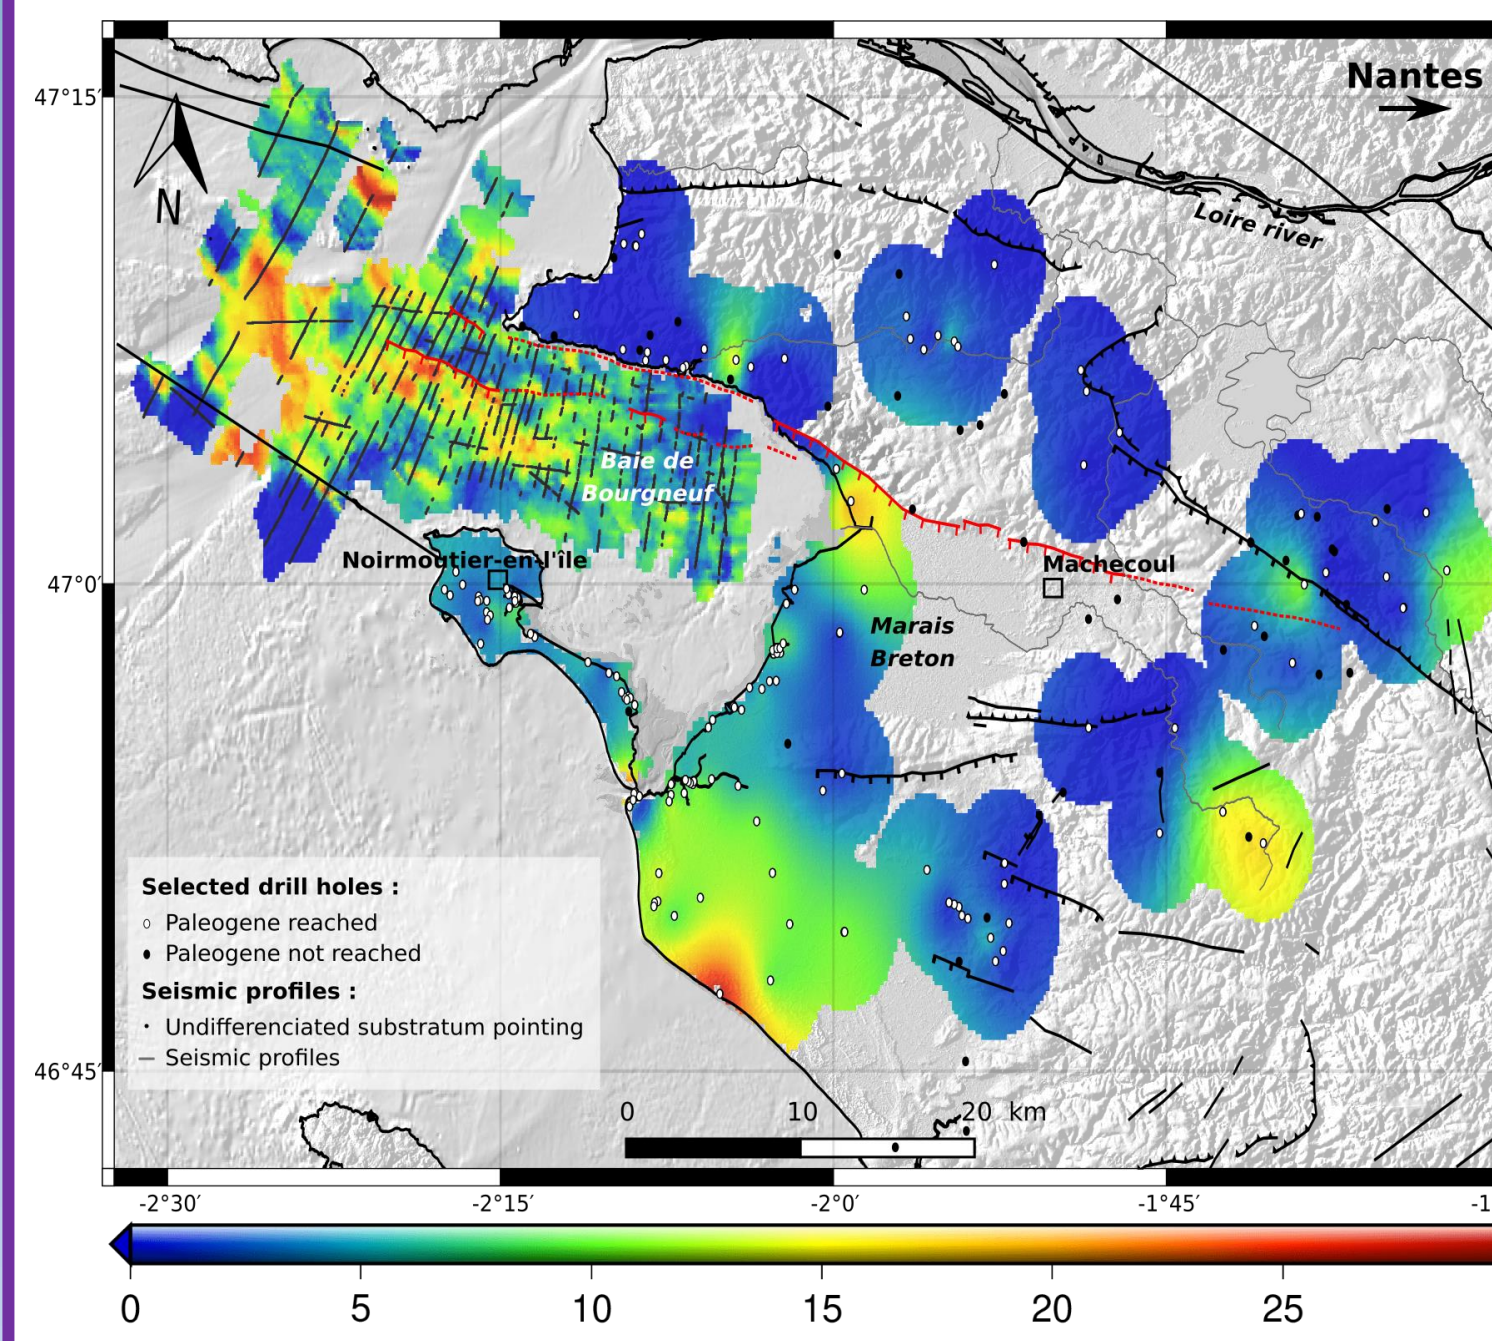 Nantes
47°15′
N
Loire river
Baie de
Bourgneuf
Noirmoutier-en-l'île
Machecoul
47°0′
Marais
Breton
Selected drill holes :
Paleogene reached
Paleogene not reached
Seismic profiles :
Undifferenciated substratum pointing
Seismic profiles
46°45′
0 10 20 km
-2°30′ -2°15′ -2°0′ -1°45′ -1
0 5 10 15 20 25